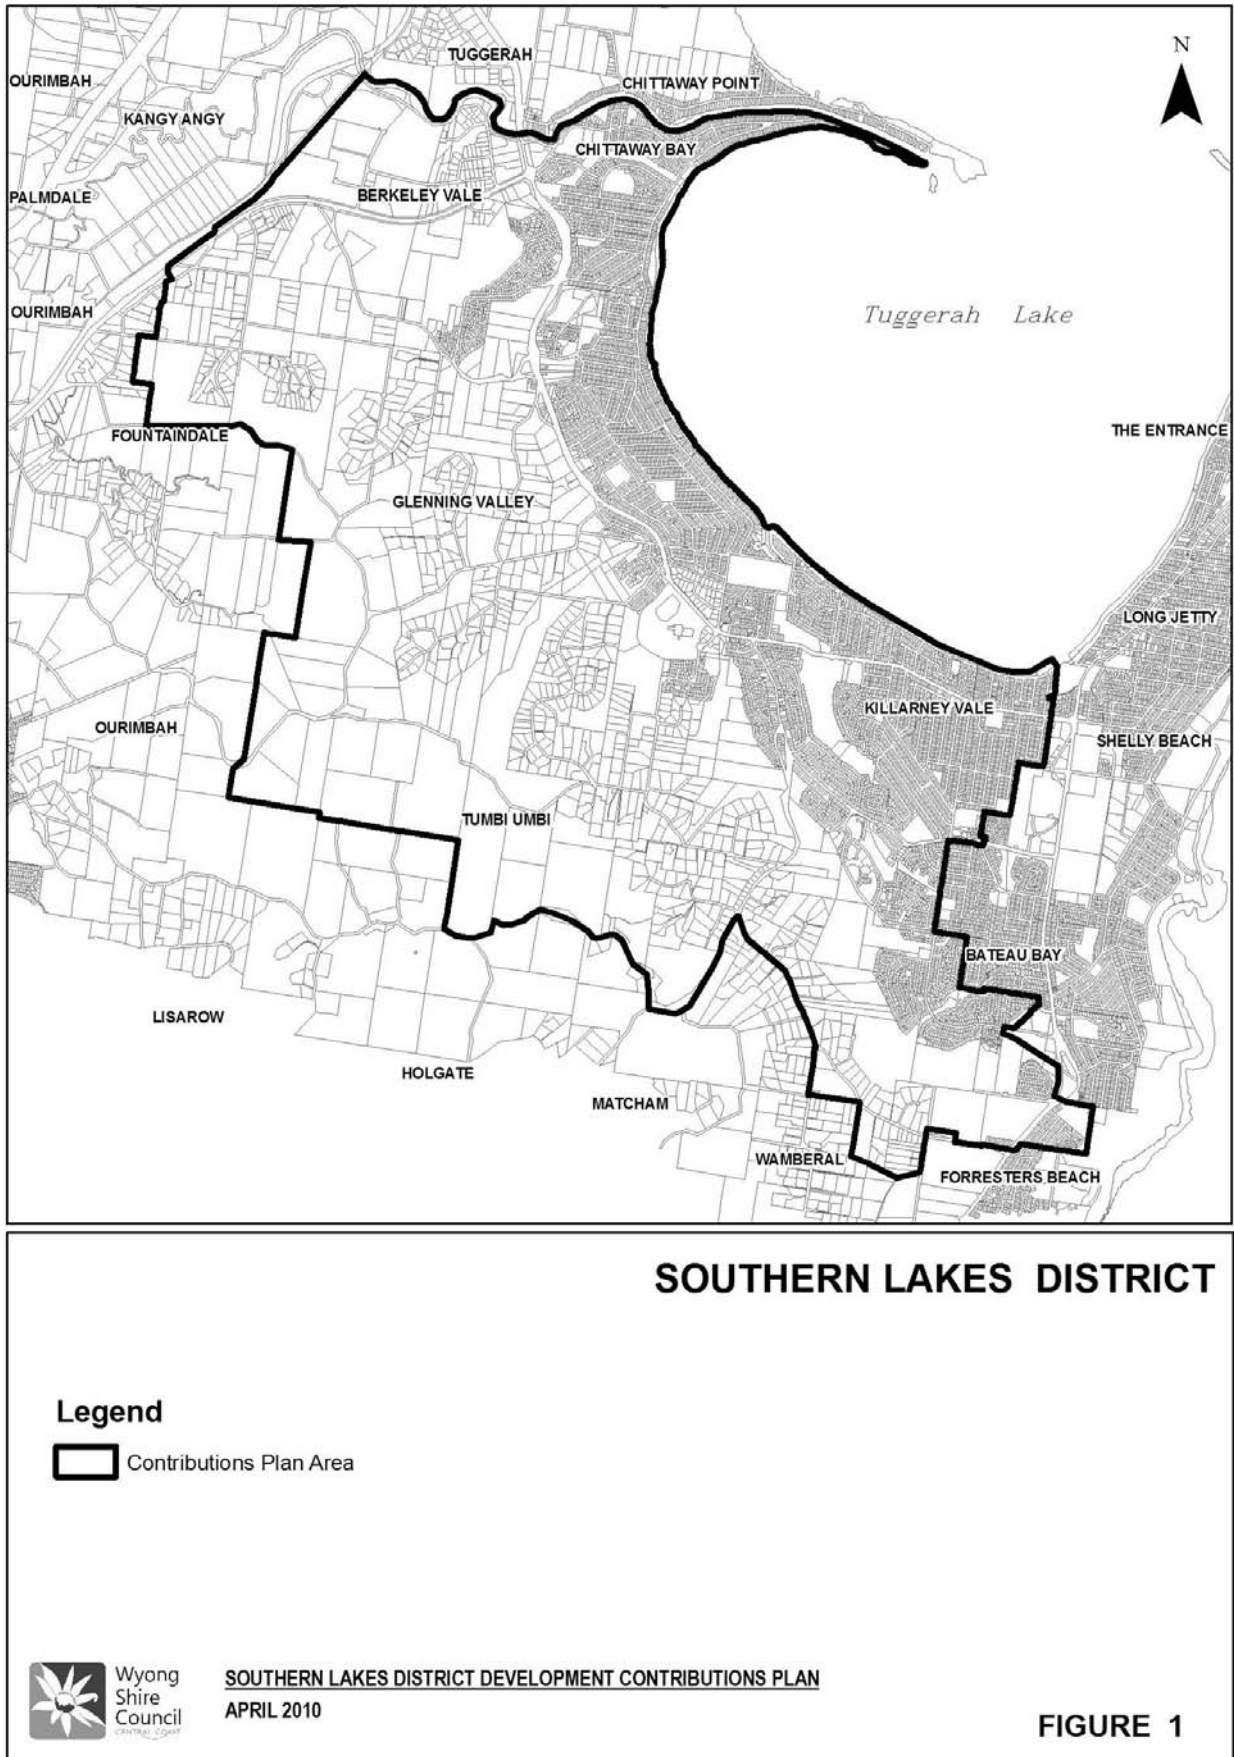 N
TUGGERAH
OURIMBAH
CHITTAWAY POINT
KANGY ANGY
CHITTAWAY BAY
PALMDALE
BERKELEY VALE
OURIMBAH
Tuggerah Lake
THE ENTRANCE
FOUNTAINDALE
GLENNING VALLEY
LONG JETTY
KILLARNEY VALE
OURIMBAH
SHELLY BEACH
TUMBI UMBI
BATEAU BAY
LISAROW
HOLGATE
MATCHAM
WAMBERAL
FORRESTERS BEACH
SOUTHERN LAKES DISTRICT
Legend
Contributions Plan Area
Wyong
Shire
Council
CENTRAL COAST
SOUTHERN LAKES DISTRICT DEVELOPMENT CONTRIBUTIONS PLAN
APRIL 2010
FIGURE 1